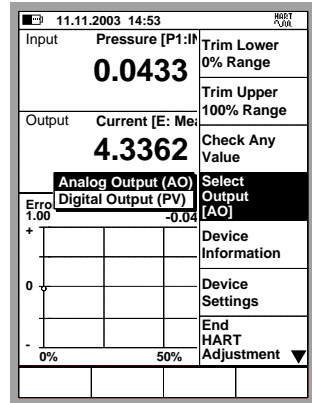 11.11.2003 14:53
HART
Input
Pressure [P1:IN
0.0433
Output
Current [E: Mea
4.3362
Analog Output (AO)
Digital Output (PV)
Erro
1.00
-0.04
+
0
-
0%
50%
Trim Lower
0% Range
Trim Upper
100% Range
Check Any
Value
Select
Output
[AO]
Device
Information
Device
Settings
End
HART
Adjustment